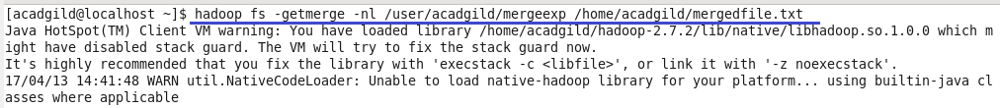 [acadgild@localhost ~]$ hadoop fs -getmerge -nl /user/acadgild/mergeexp /home/acadgild/mergedfile.txt
Java HotSpot(TM) Client VM warning: You have loaded library /home/acadgild/hadoop-2.7.2/lib/native/libhadoop.so.1.0.0 which m
ight have disabled stack guard. The VM will try to fix the stack guard now.
It's highly recommended that you fix the library with 'execstack -c <libfile>', or link it with '-z noexecstack'.
17/04/13 14:41:48 WARN util.NativeCodeLoader: Unable to load native-hadoop library for your platform... using builtin-java cl
asses where applicable